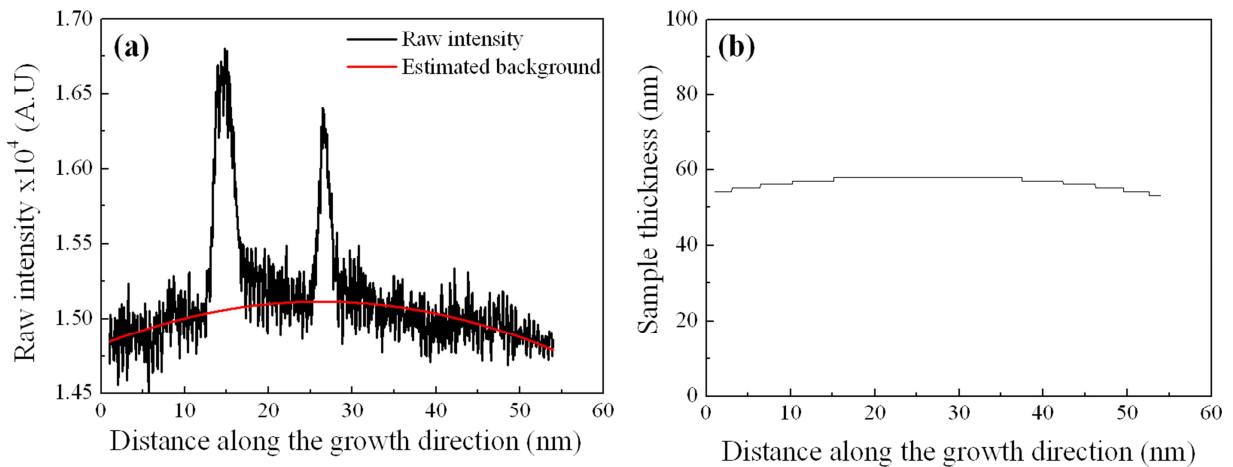 (a)
Raw intensity
Estimated background
Raw intensity x10⁴ (A.U)
1.70
1.65
1.60
1.55
1.50
1.45
0 10 20 30 40 50 60
Distance along the growth direction (nm)
(b)
Sample thickness (nm)
100
80
60
40
20
0
0 10 20 30 40 50 60
Distance along the growth direction (nm)